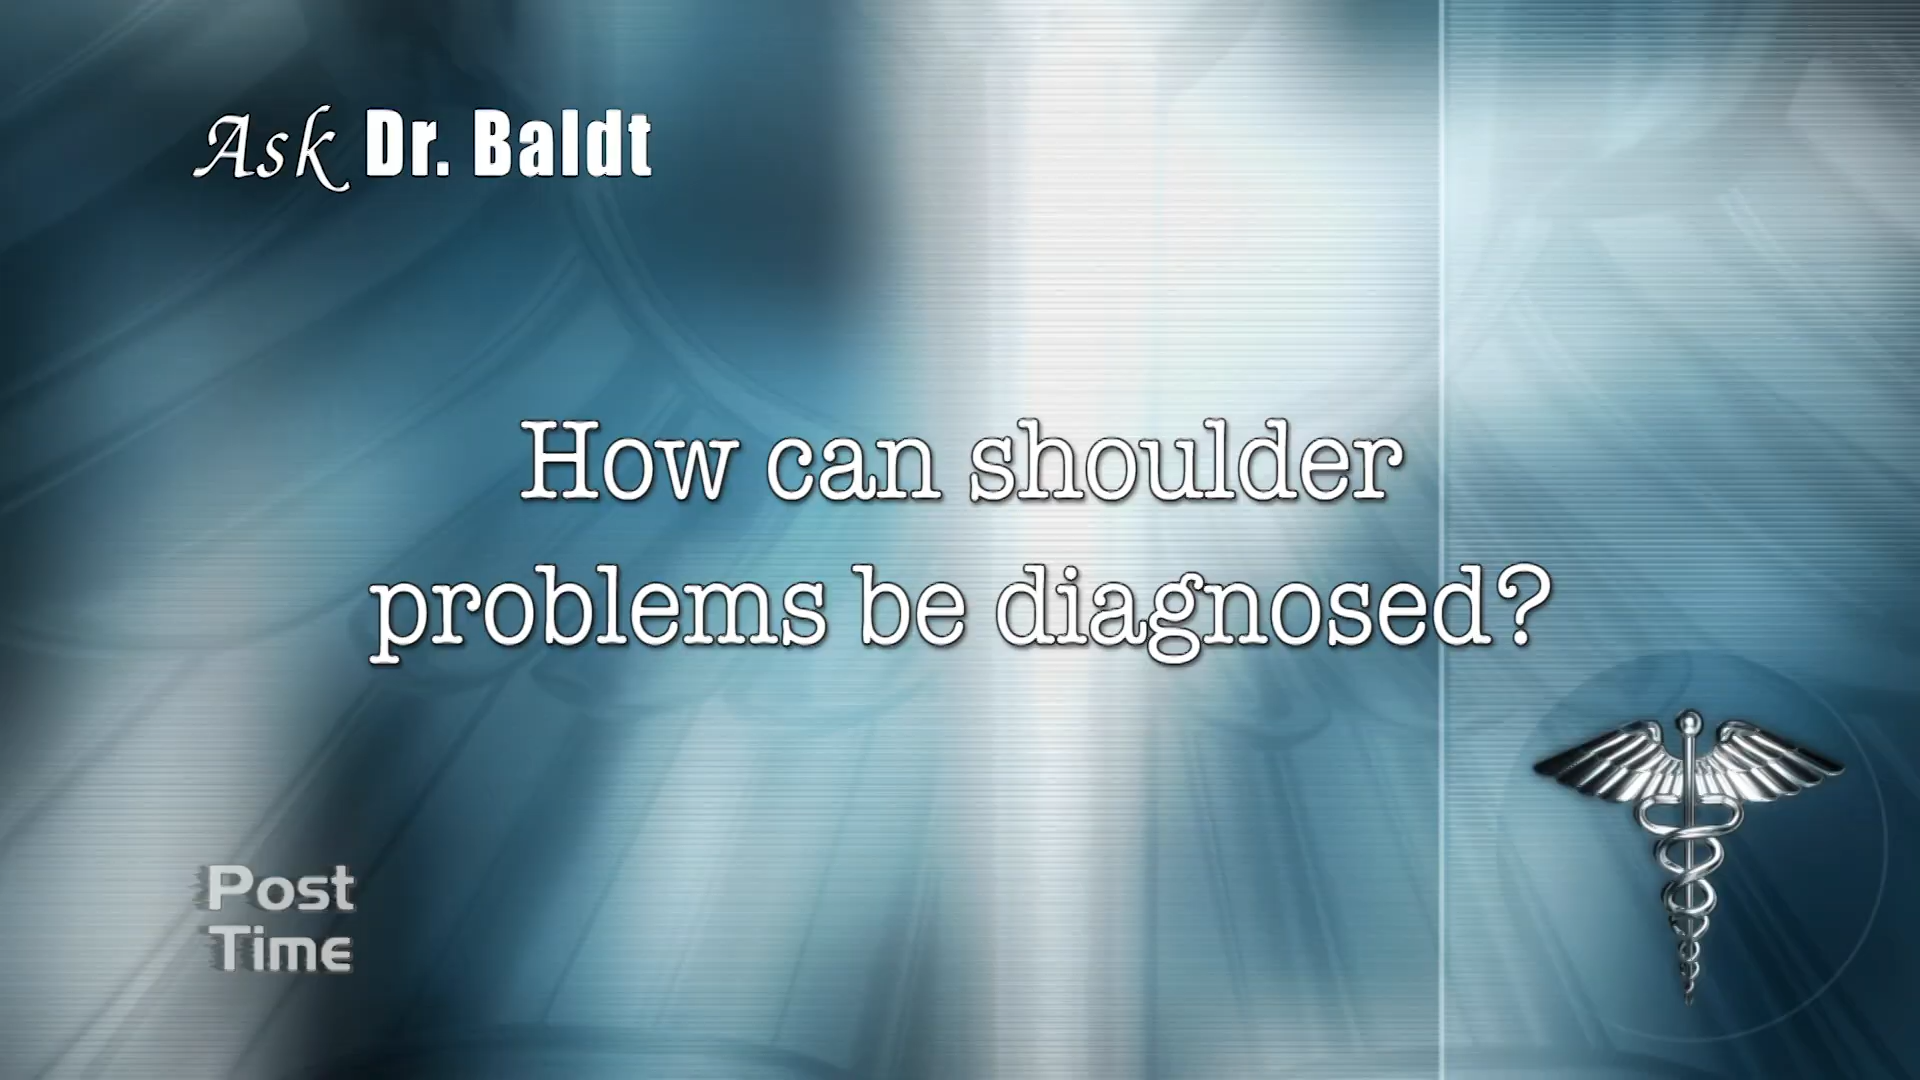 Ask Dr. Baldt
How can shoulder
problems be diagnosed?
Post
Time